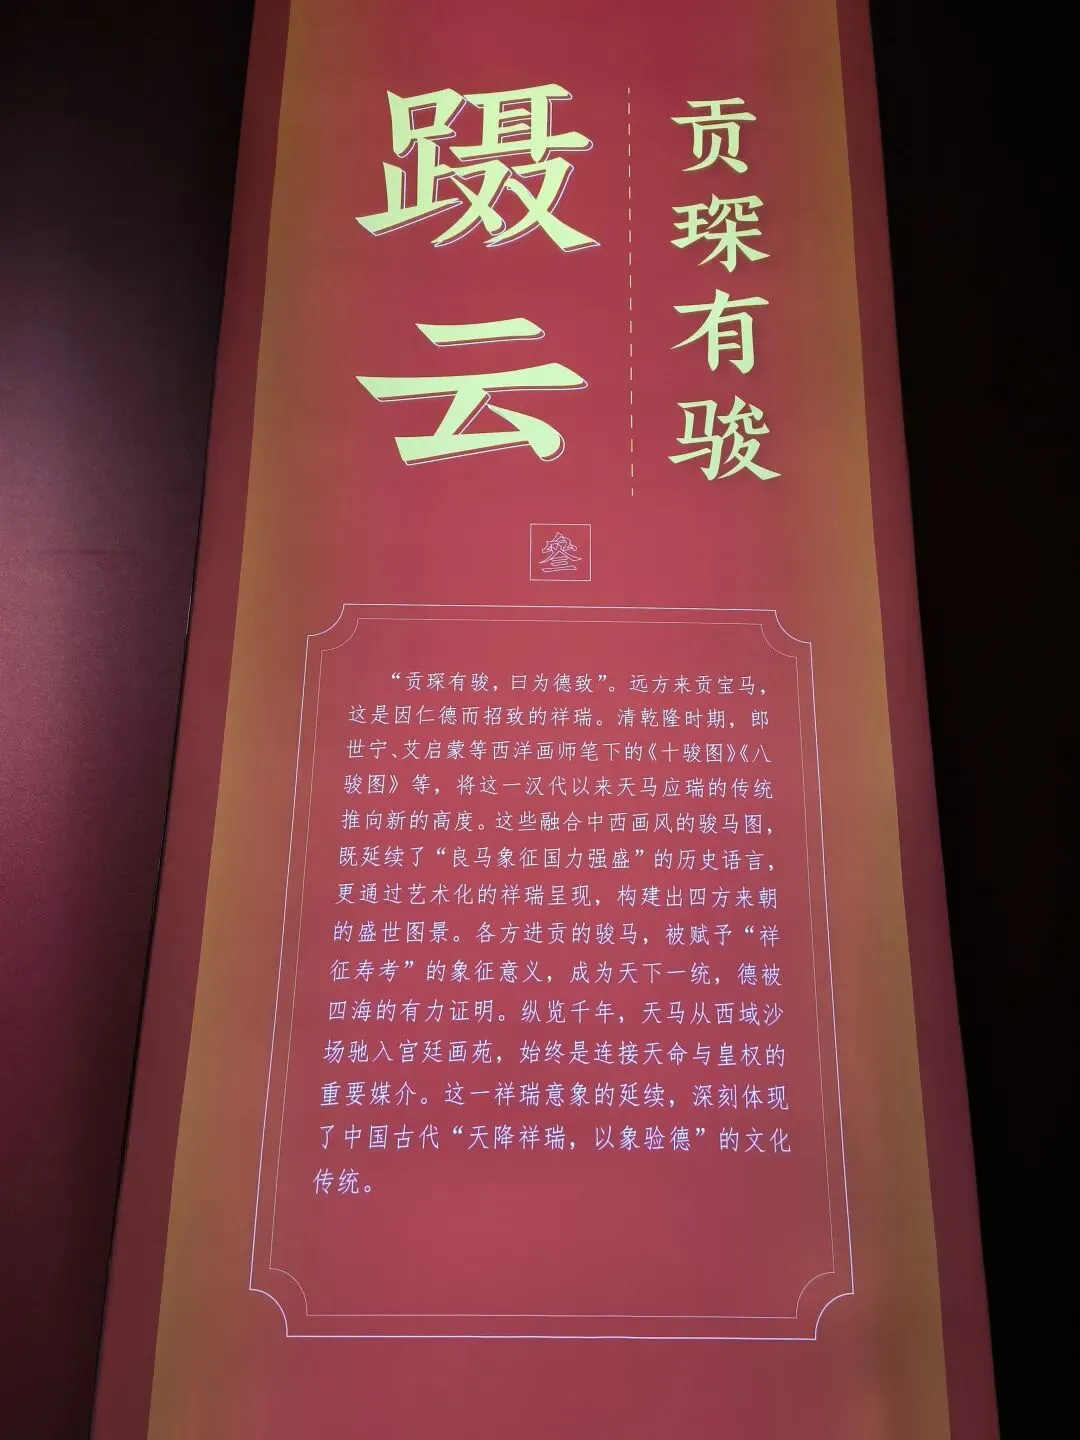 贡琛有骏
蹑云
叁
“贡琛有骏，曰为德致”。远方来贡宝马，
这是因仁德而招致的祥瑞。清乾隆时期，郎
世宁、艾启蒙等西洋画师笔下的《十骏图》《八
骏图》等，将这一汉代以来天马应瑞的传统
推向新的高度。这些融合中西画风的骏马图，
既延续了“良马象征国力强盛”的历史语言，
更通过艺术化的祥瑞呈现，构建出四方来朝
的盛世图景。各方进贡的骏马，被赋予“祥
征寿考”的象征意义，成为天下一统，德被
四海的有力证明。纵览千年，天马从西域沙
场驰入宫廷画苑，始终是连接天命与皇权的
重要媒介。这一祥瑞意象的延续，深刻体现
了中国古代“天降祥瑞，以象验德”的文化
传统。